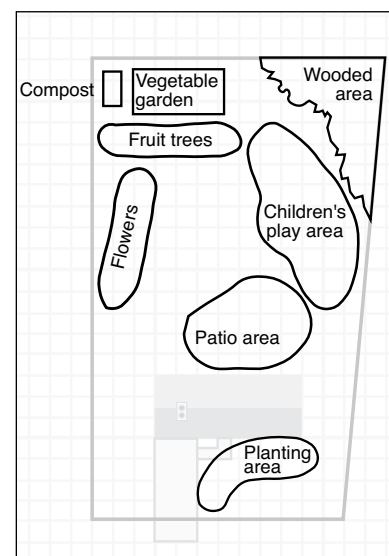 Compost
Vegetable
garden
Wooded
area
Fruit trees
Flowers
Children's
play area
Patio area
Planting
area